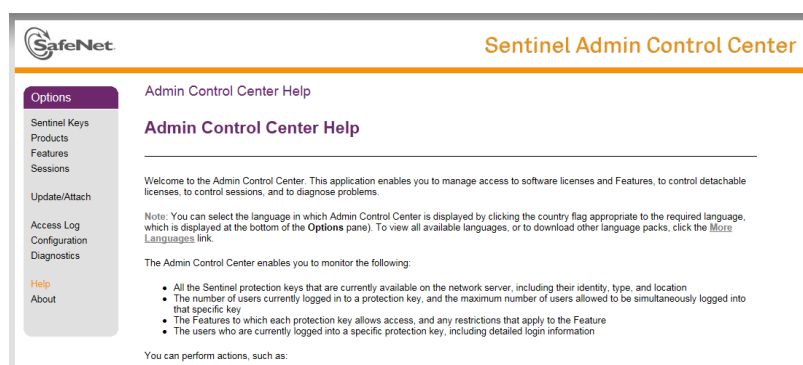 SafeNet.
Sentinel Admin Control Center
Options
Sentinel Keys
Products
Features
Sessions
Update/Attach
Access Log
Configuration
Diagnostics
Help
About
Admin Control Center Help
Admin Control Center Help
Welcome to the Admin Control Center. This application enables you to manage access to software licenses and Features, to control detachable
licenses, to control sessions, and to diagnose problems.
Note: You can select the language in which Admin Control Center is displayed by clicking the country flag appropriate to the required language,
which is displayed at the bottom of the Options pane). To view all available languages, or to download other language packs, click the More
Languages link.
The Admin Control Center enables you to monitor the following:
• All the Sentinel protection keys that are currently available on the network server, including their identity, type, and location
• The number of users currently logged in to a protection key, and the maximum number of users allowed to be simultaneously logged into
that specific key
• The Features to which each protection key allows access, and any restrictions that apply to the Feature
• The users who are currently logged into a specific protection key, including detailed login information
You can perform actions, such as: